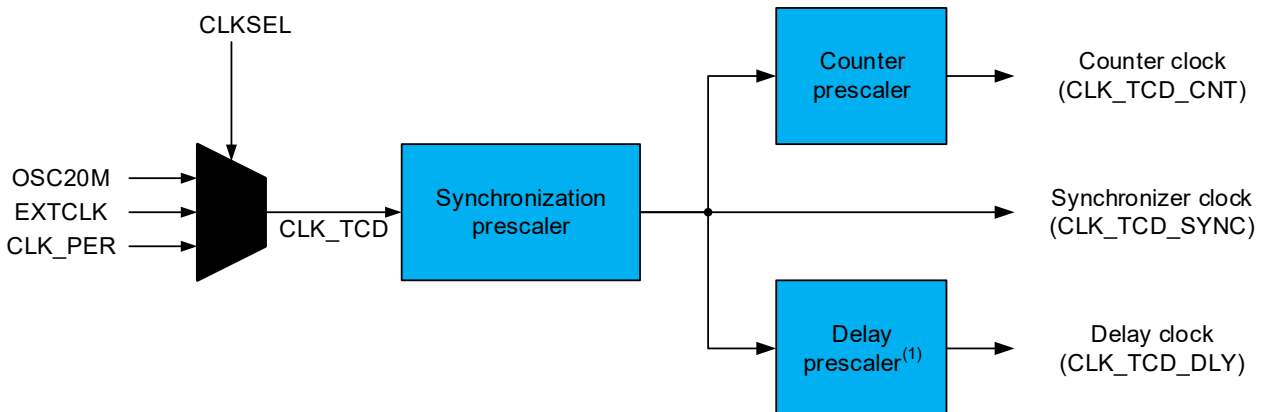 CLKSEL
OSC20M
EXTCLK
CLK_PER
CLK_TCD
Synchronization
prescaler
Counter
prescaler
Counter clock
(CLK_TCD_CNT)
Synchronizer clock
(CLK_TCD_SYNC)
Delay
prescaler(1)
Delay clock
(CLK_TCD_DLY)